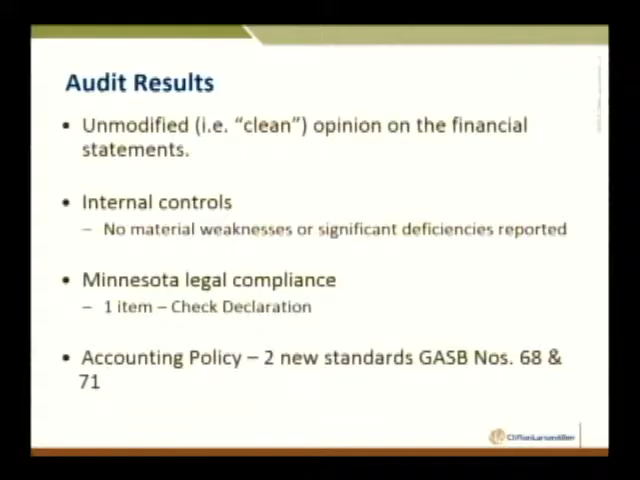 Audit Results
• Unmodified (i.e. “clean”) opinion on the financial
statements.
• Internal controls
– No material weaknesses or significant deficiencies reported
• Minnesota legal compliance
– 1 item – Check Declaration
• Accounting Policy – 2 new standards GASB Nos. 68 &
71
CliftonLarsonAllen